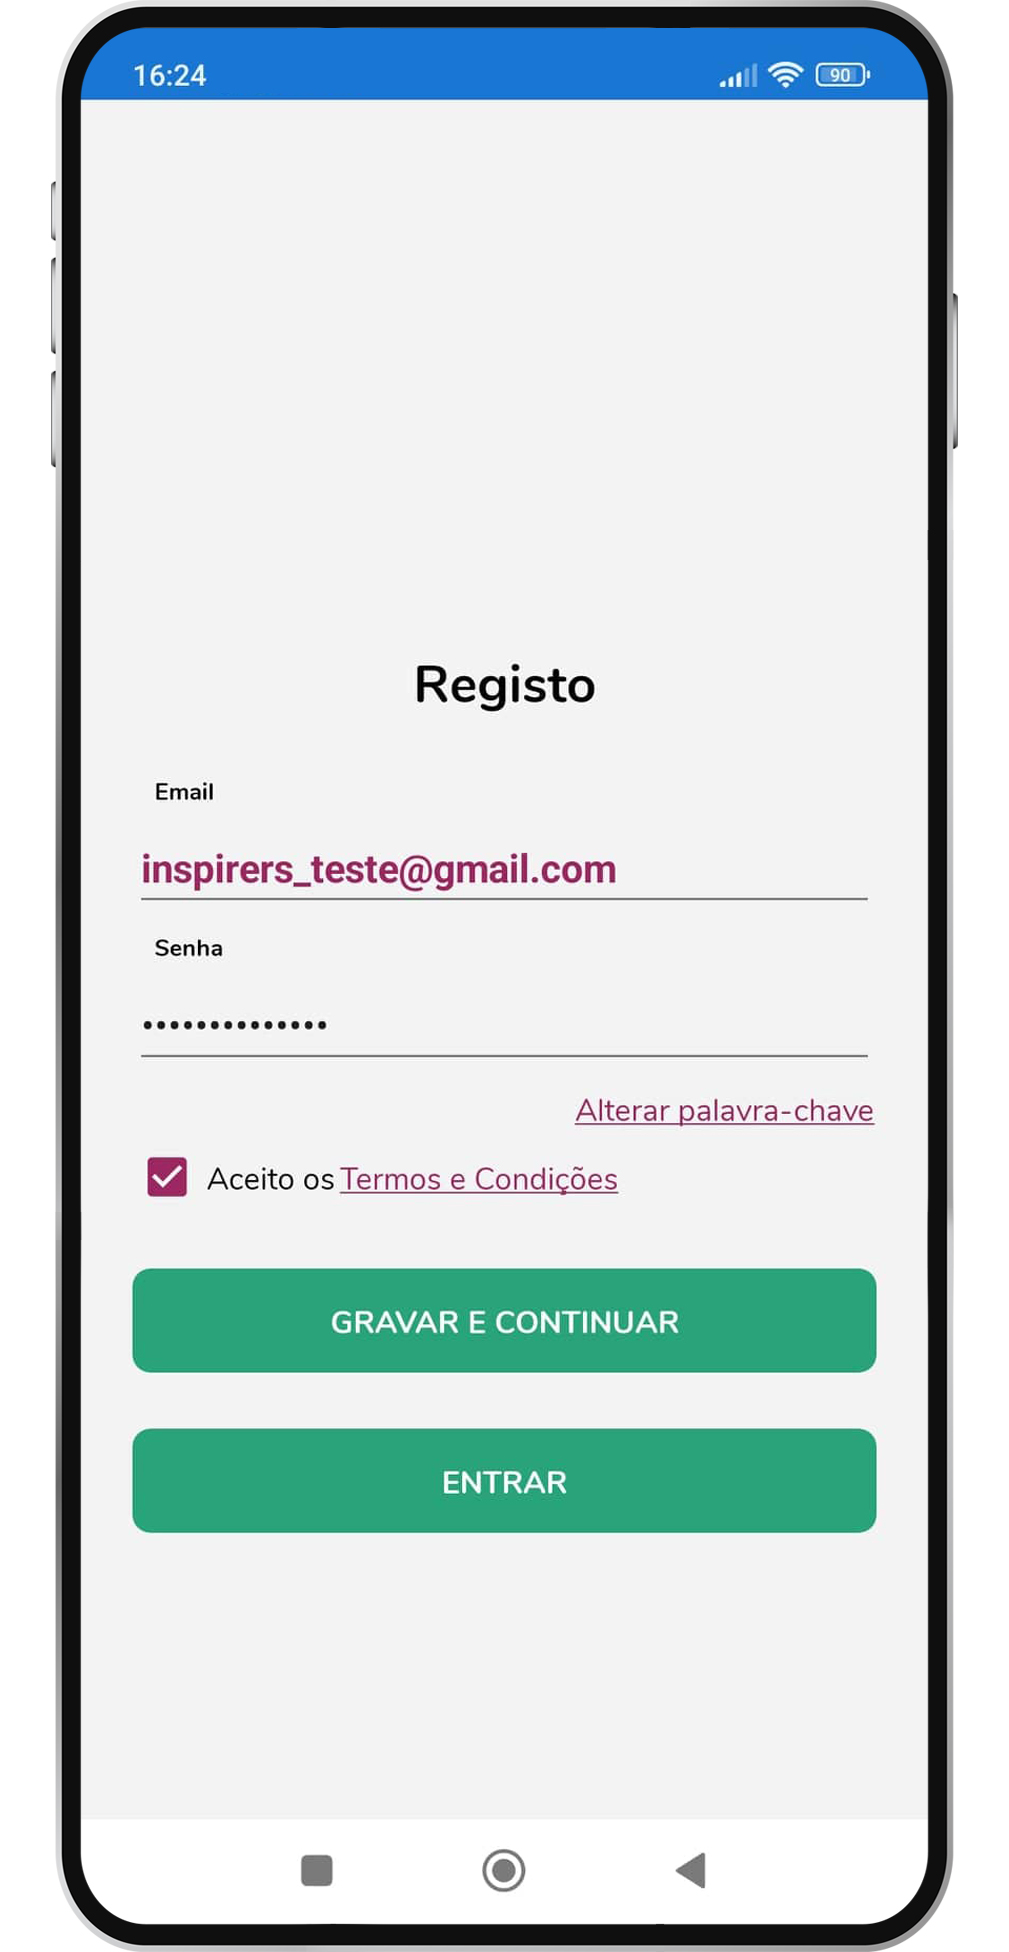 16:24
90
Registo
Email
inspirers_teste@gmail.com
Senha
••••••••••••••
Alterar palavra-chave
Aceito os Termos e Condições
GRAVAR E CONTINUAR
ENTRAR